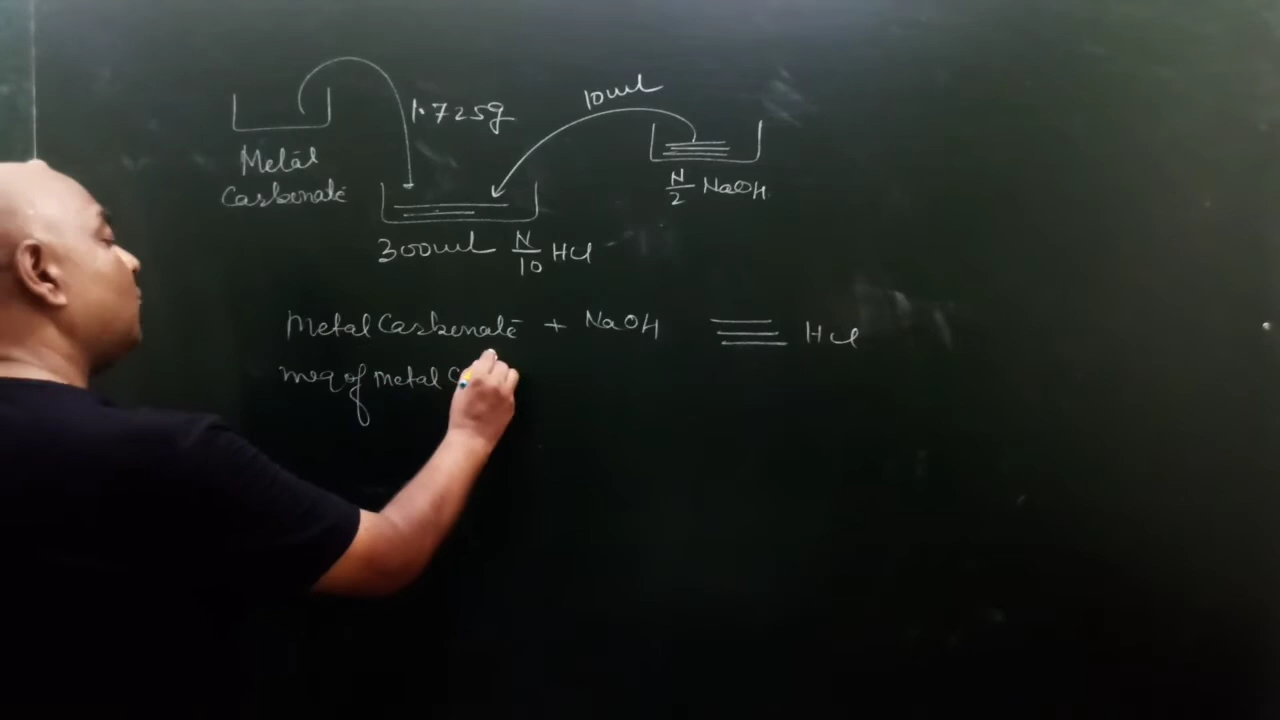 10ml
1.725g
Metal
Carbonate
N/2 NaOH
300ml N/10 HCl
Metal Carbonate + NaOH ≡ HCl
meq of metal C